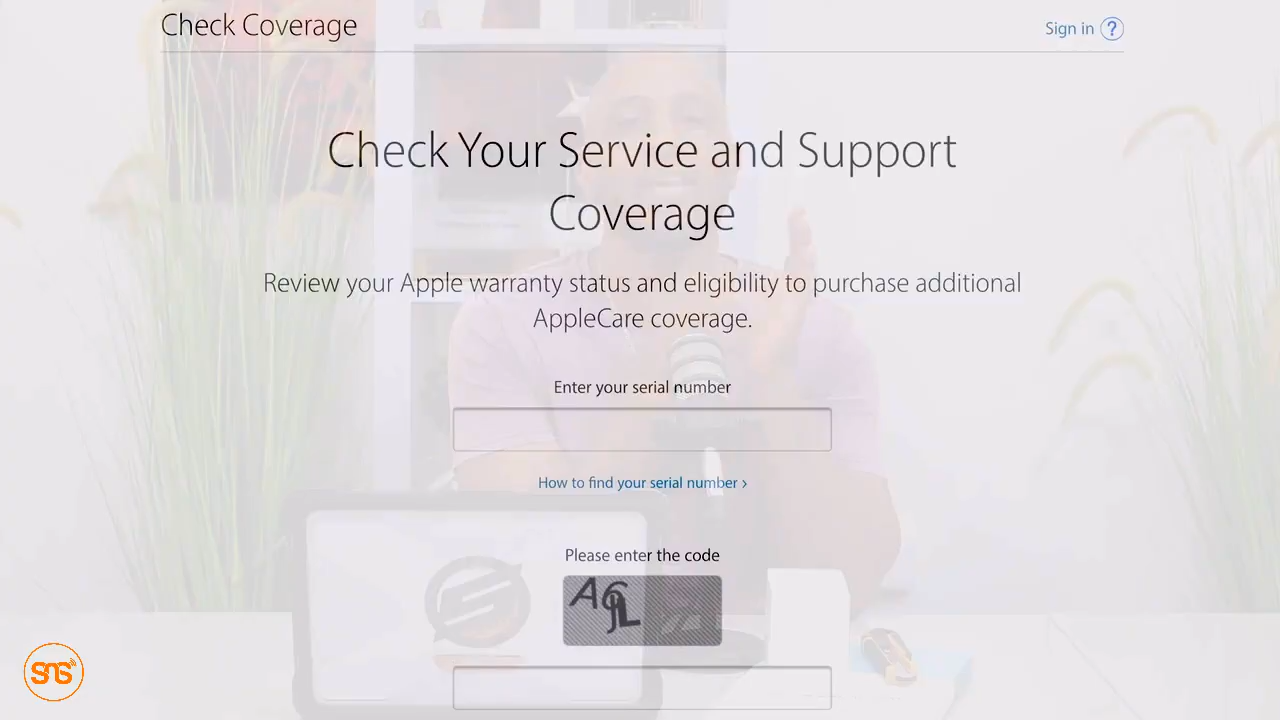 Check Coverage
Sign in ?
Check Your Service and Support
Coverage
Review your Apple warranty status and eligibility to purchase additional
AppleCare coverage.
Enter your serial number
How to find your serial number ›
Please enter the code
SNS